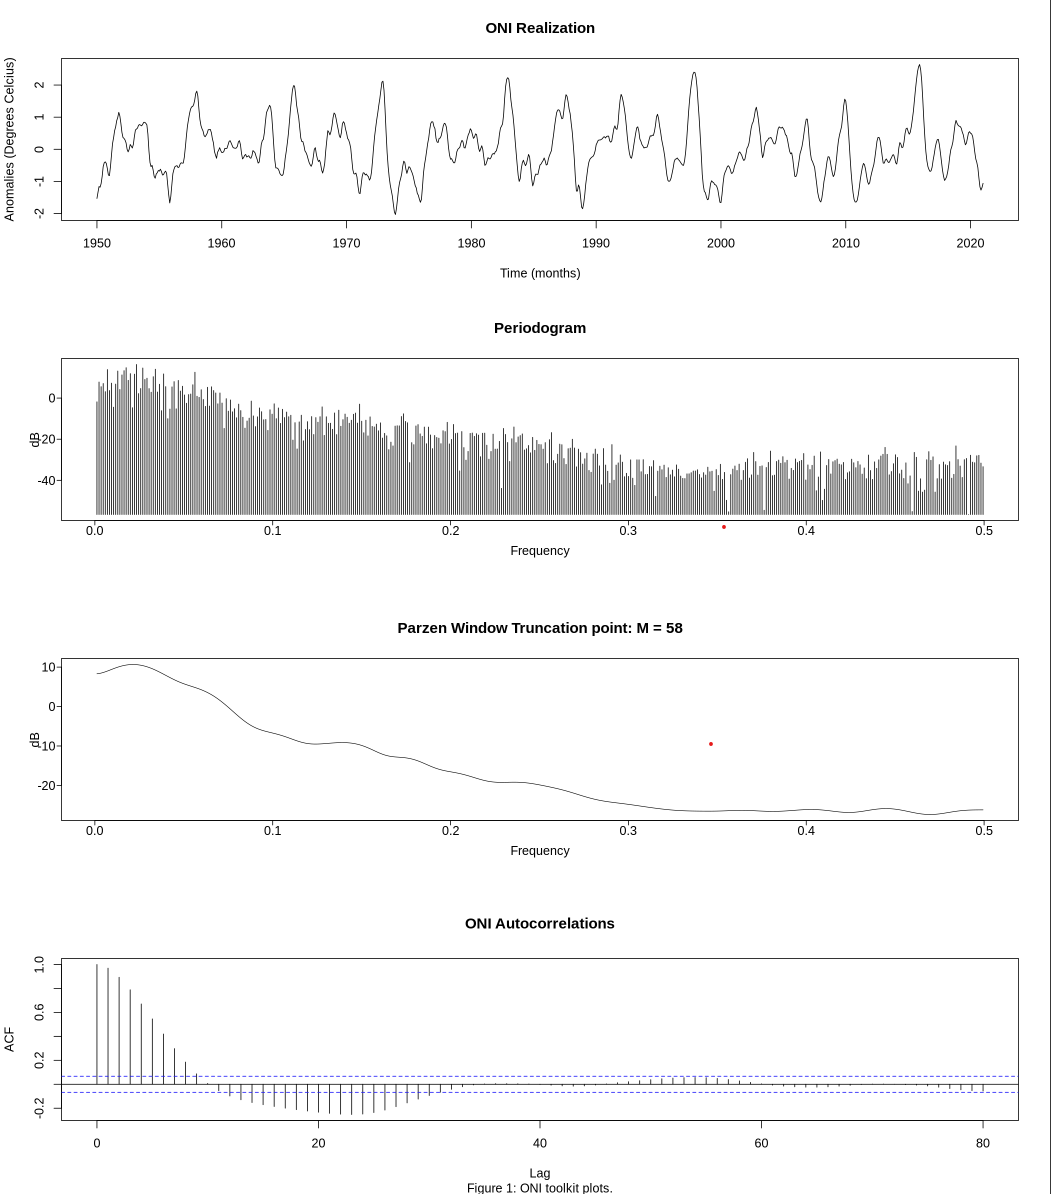 ONI Realization
Anomalies (Degrees Celcius)
2
1
0
-1
-2
1950 1960 1970 1980 1990 2000 2010 2020
Time (months)
Periodogram
dB
0
-20
-40
0.0 0.1 0.2 0.3 0.4 0.5
Frequency
Parzen Window Truncation point: M = 58
dB
10
0
-10
-20
0.0 0.1 0.2 0.3 0.4 0.5
Frequency
ONI Autocorrelations
ACF
1.0
0.6
0.2
-0.2
0 20 40 60 80
Lag
Figure 1: ONI toolkit plots.